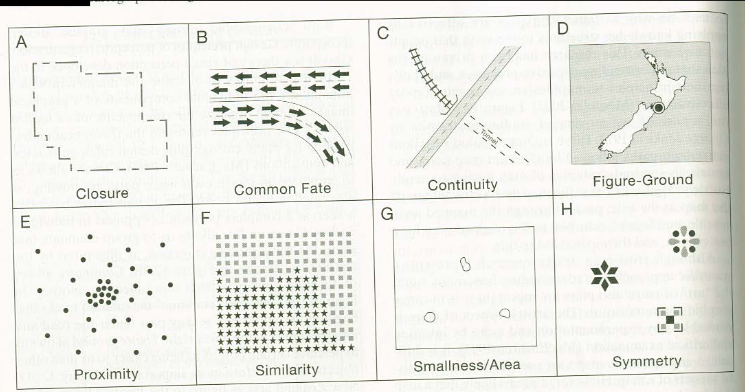 A
B
C
D
Tunnel
Closure
Common Fate
Continuity
Figure-Ground
E
F
G
H
Proximity
Similarity
Smallness/Area
Symmetry